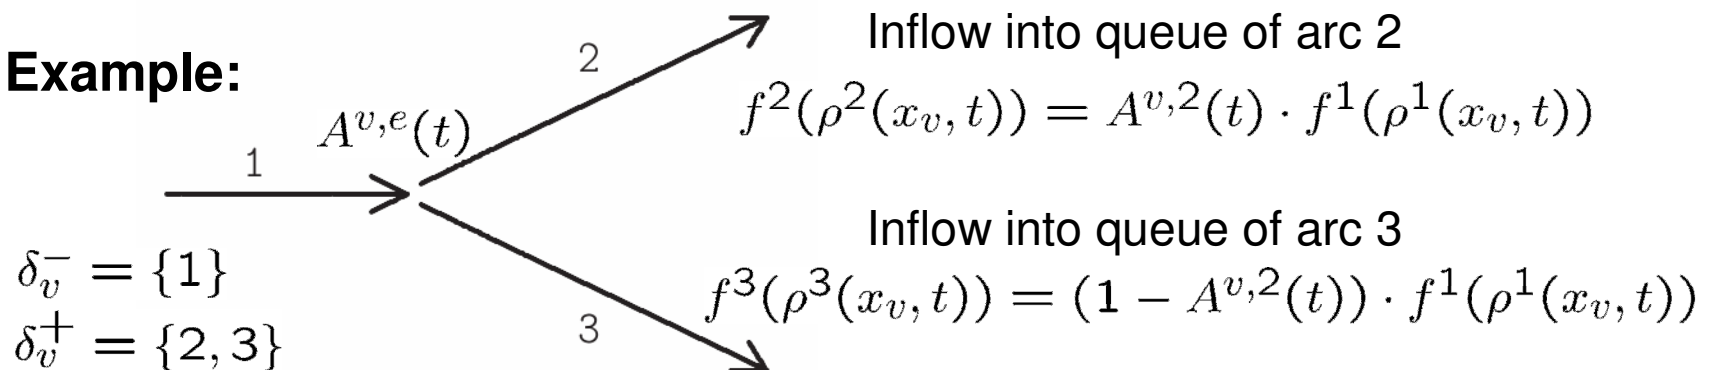 Example:
1
A^{v,e}(t)
2
3
δ_v^- = {1}
δ_v^+ = {2, 3}
Inflow into queue of arc 2
f^2(ρ^2(x_v, t)) = A^{v,2}(t) · f^1(ρ^1(x_v, t))
Inflow into queue of arc 3
f^3(ρ^3(x_v, t)) = (1 − A^{v,2}(t)) · f^1(ρ^1(x_v, t))